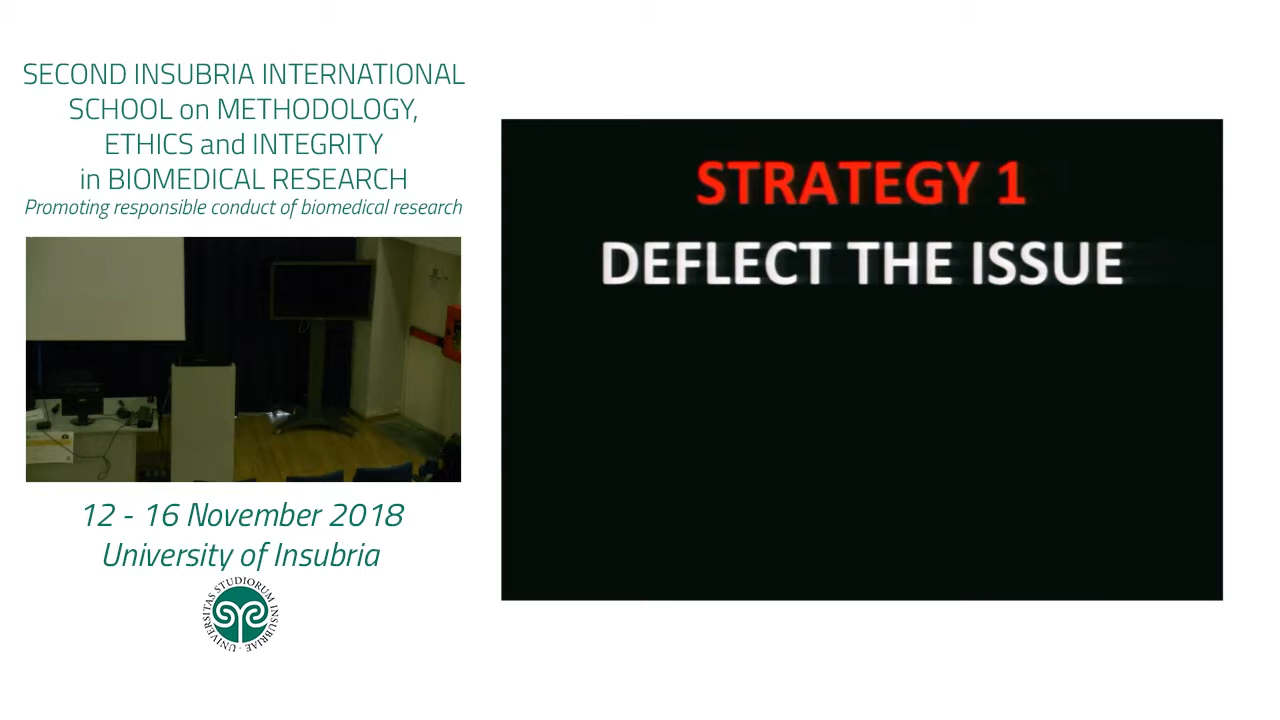 SECOND INSUBRIA INTERNATIONAL
SCHOOL on METHODOLOGY,
ETHICS and INTEGRITY
in BIOMEDICAL RESEARCH
Promoting responsible conduct of biomedical research
12 - 16 November 2018
University of Insubria
UNIVERSITAS STUDIORUM INSUBRIAE
STRATEGY 1
DEFLECT THE ISSUE